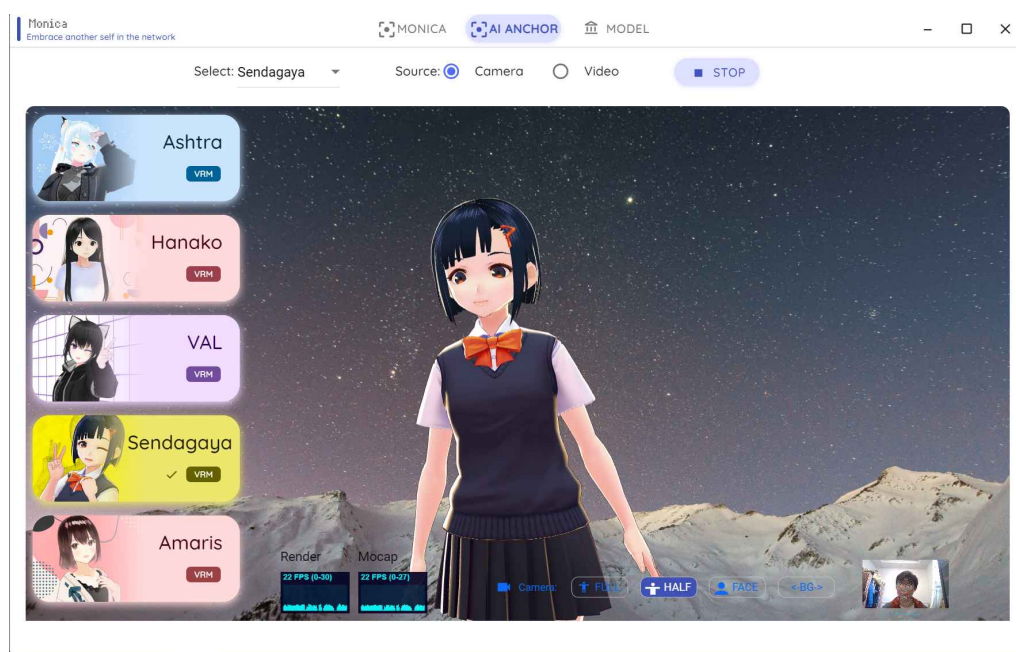 Monica
Embrace another self in the network
MONICA
AI ANCHOR
MODEL
Select: Sendagaya
Source: Camera Video
STOP
Ashtra
VRM
Hanako
VRM
VAL
VRM
Sendagaya
VRM
Amaris
VRM
Render Mocap
22 FPS (0-30) 22 FPS (0-27)
Camera: FULL HALF FACE <-BG->